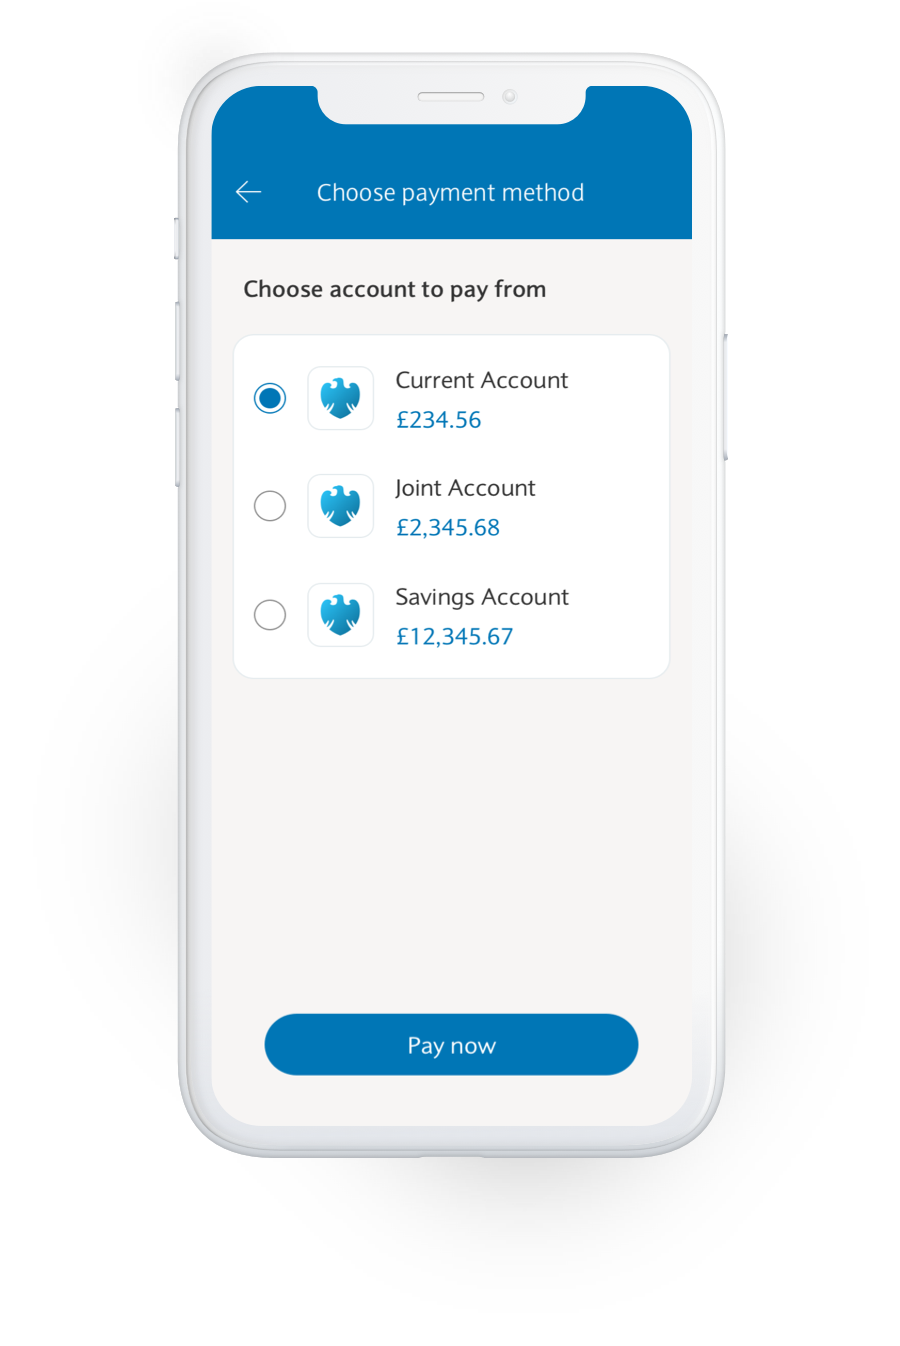 Choose payment method
Choose account to pay from
Current Account
£234.56
Joint Account
£2,345.68
Savings Account
£12,345.67
Pay now